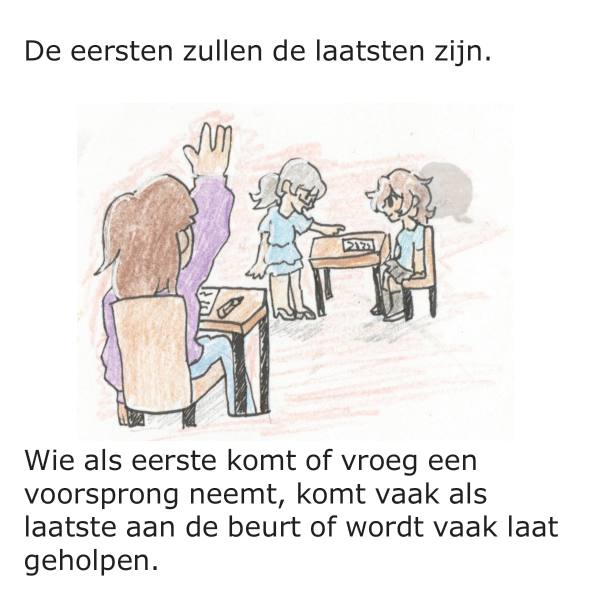 De eersten zullen de laatsten zijn.
Wie als eerste komt of vroeg een
voorsprong neemt, komt vaak als
laatste aan de beurt of wordt vaak laat
geholpen.